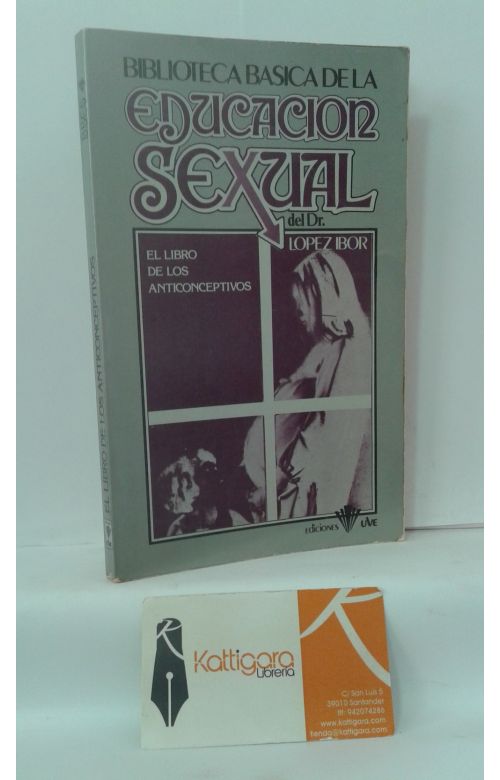 BIBLIOTECA BASICA DE LA
EDUCACION
SEXUAL
del Dr.
LOPEZ IBOR
EL LIBRO
DE LOS
ANTICONCEPTIVOS
EDICIONES UVE
EL LIBRO DE LOS ANTICONCEPTIVOS
Kattigara
Librería
C/ San Luis 5
39010 Santander
tlf: 942074286
www.kattigara.com
tienda@kattigara.com